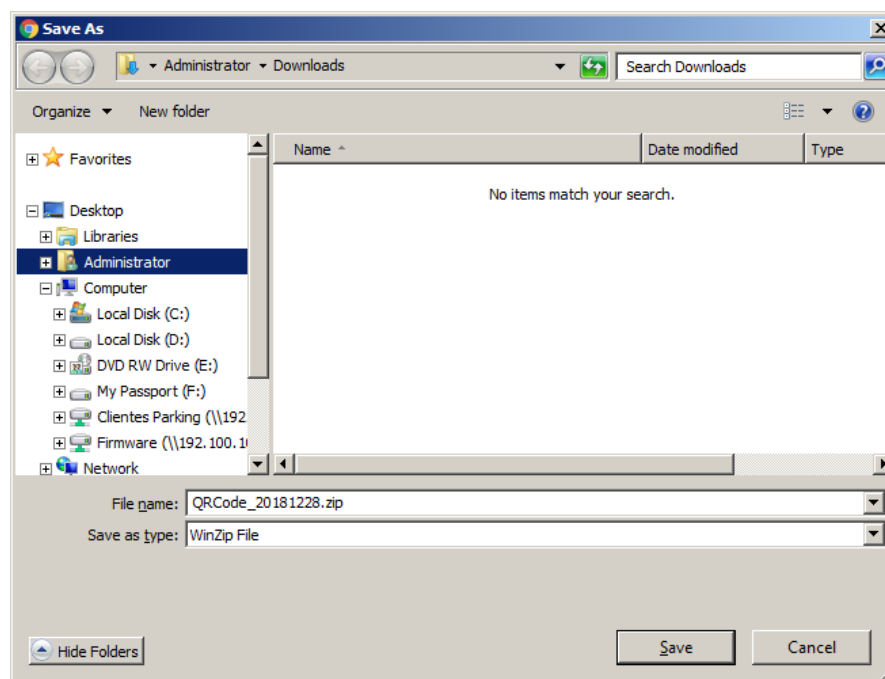 Save As
Administrator Downloads
Search Downloads
Organize New folder
Name Date modified Type
No items match your search.
Favorites
Desktop
Libraries
Administrator
Computer
Local Disk (C:)
Local Disk (D:)
DVD RW Drive (E:)
My Passport (F:)
Clientes Parking (\\192
Firmware (\\192.100.1
Network
File name: QRCode_20181228.zip
Save as type: WinZip File
Hide Folders
Save Cancel